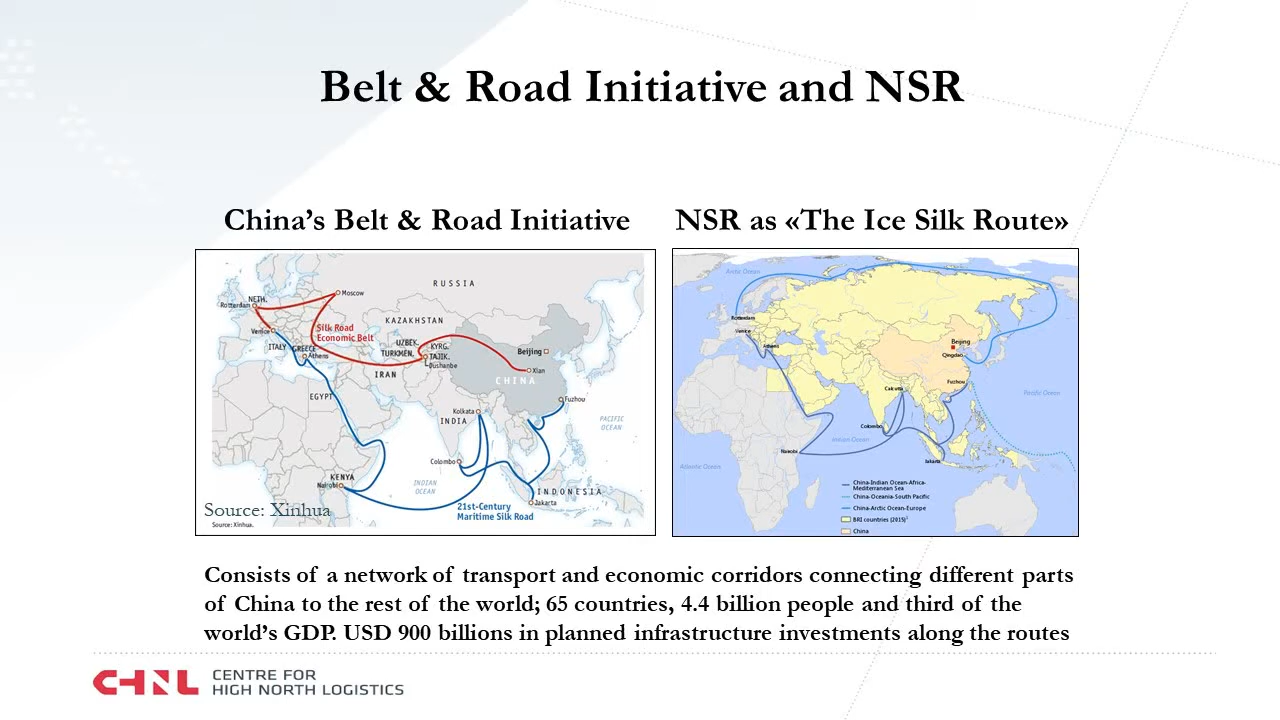 Belt & Road Initiative and NSR
China's Belt & Road Initiative
NSR as «The Ice Silk Route»
RUSSIA
Moscow
NETH.
Rotterdam
KAZAKHSTAN
Silk Road
Economic Belt
Venice
ITALY
GREECE
Athens
UZBEK.
KYRG.
TURKMEN.
TAJIK.
Dushanbe
Beijing
Xian
CHINA
IRAN
EGYPT
Kolkata
INDIA
Fuzhou
PACIFIC
OCEAN
Colombo
KENYA
Nairobi
INDIAN
OCEAN
INDONESIA
Jakarta
21st-Century
Maritime Silk Road
Source: Xinhua
Source: Xinhua.
Arctic Ocean
Rotterdam
Venice
Athens
Beijing
Qingdao
Calcutta
Fuzhou
Pacific
Ocean
Colombo
Indian Ocean
Nairobi
Jakarta
Atlantic
Ocean
China-Indian Ocean-Africa-
Mediterranean Sea
China-Oceania-South Pacific
China-Arctic Ocean-Europe
BRI countries (2015)¹
China
Consists of a network of transport and economic corridors connecting different parts
of China to the rest of the world; 65 countries, 4.4 billion people and third of the
world's GDP. USD 900 billions in planned infrastructure investments along the routes
CHNL
CENTRE FOR
HIGH NORTH LOGISTICS